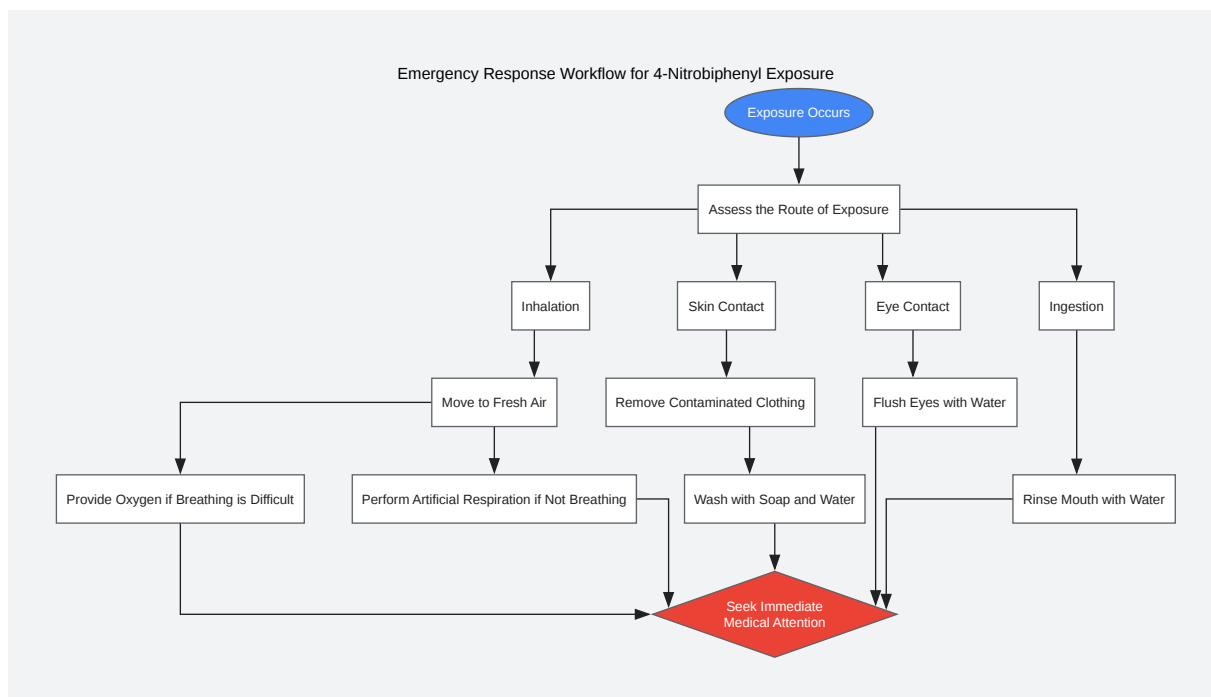 Emergency Response Workflow for 4-Nitrobiphenyl Exposure
Exposure Occurs
Assess the Route of Exposure
Inhalation
Skin Contact
Eye Contact
Ingestion
Move to Fresh Air
Remove Contaminated Clothing
Flush Eyes with Water
Provide Oxygen if Breathing is Difficult
Perform Artificial Respiration if Not Breathing
Wash with Soap and Water
Rinse Mouth with Water
Seek Immediate
Medical Attention